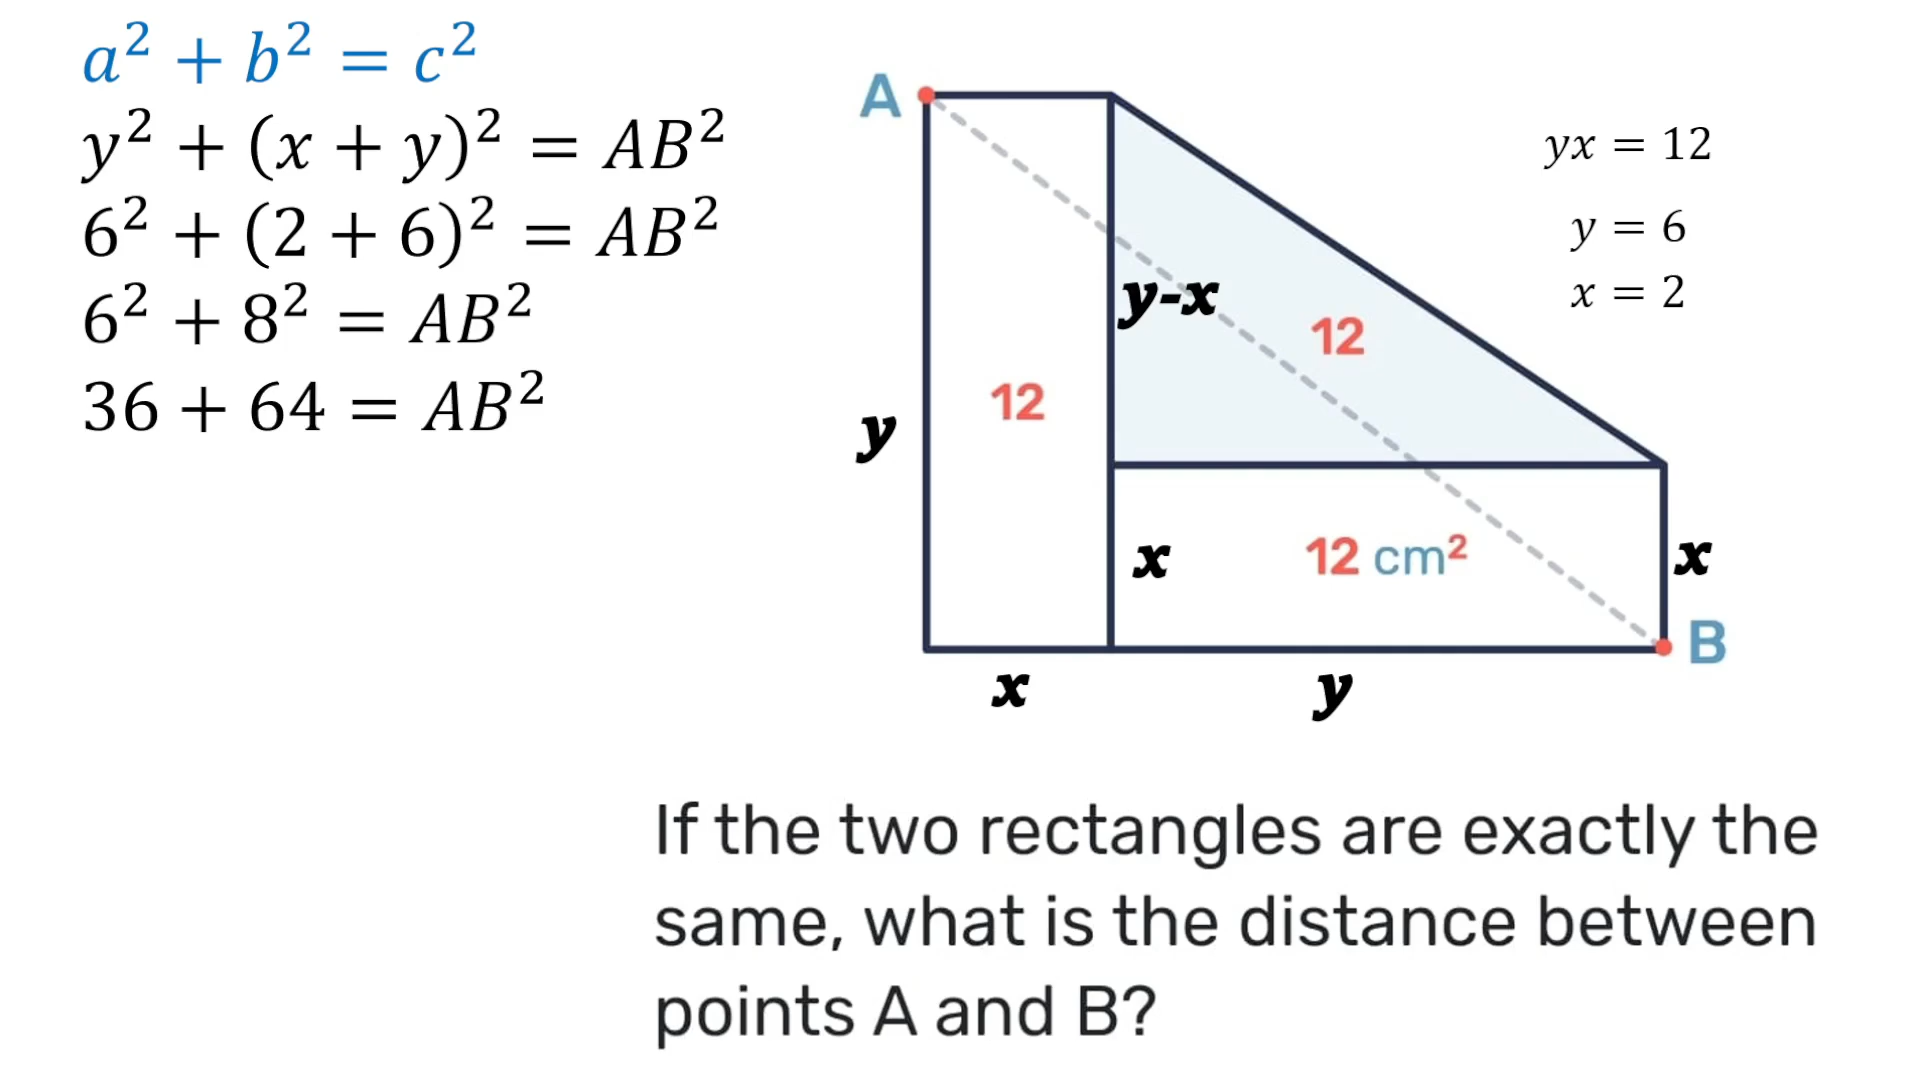 a² + b² = c²
y² + (x + y)² = AB²
6² + (2 + 6)² = AB²
6² + 8² = AB²
36 + 64 = AB²
A
yx = 12
y = 6
x = 2
y-x
12
12
y
x
12 cm²
x
B
x
y
If the two rectangles are exactly the
same, what is the distance between
points A and B?